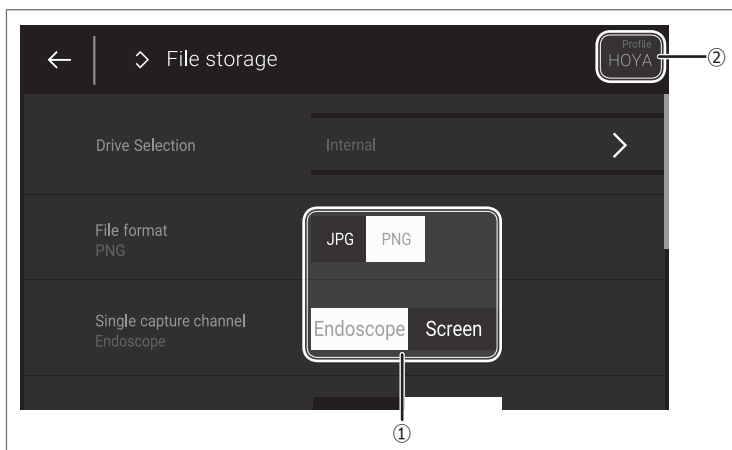 File storage
Profile
HOYA
②
Drive Selection
Internal
File format
PNG
JPG PNG
Single capture channel
Endoscope
Endoscope Screen
①